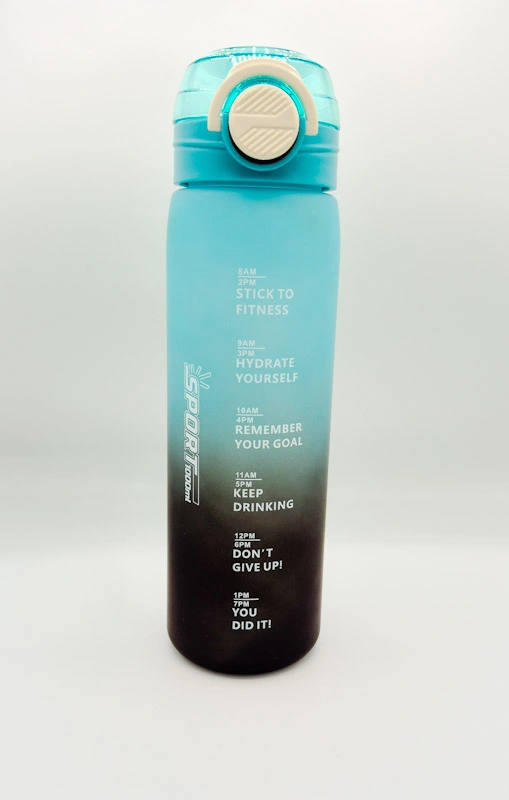 8AM
2PM
STICK TO
FITNESS
9AM
3PM
HYDRATE
YOURSELF
10AM
4PM
REMEMBER
YOUR GOAL
11AM
5PM
KEEP
DRINKING
12PM
6PM
DON'T
GIVE UP!
1PM
7PM
YOU
DID IT!
SPORT 1000ml